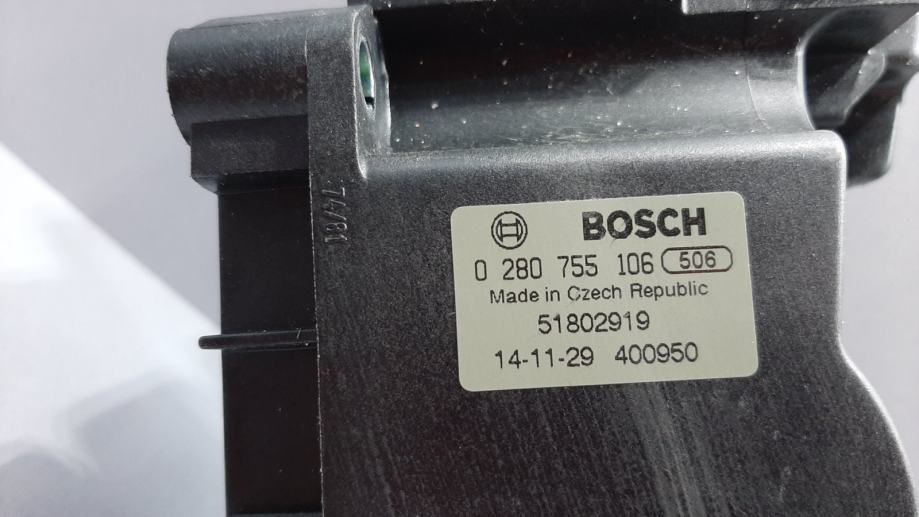 BOSCH
0 280 755 106 506
Made in Czech Republic
51802919
14-11-29 400950